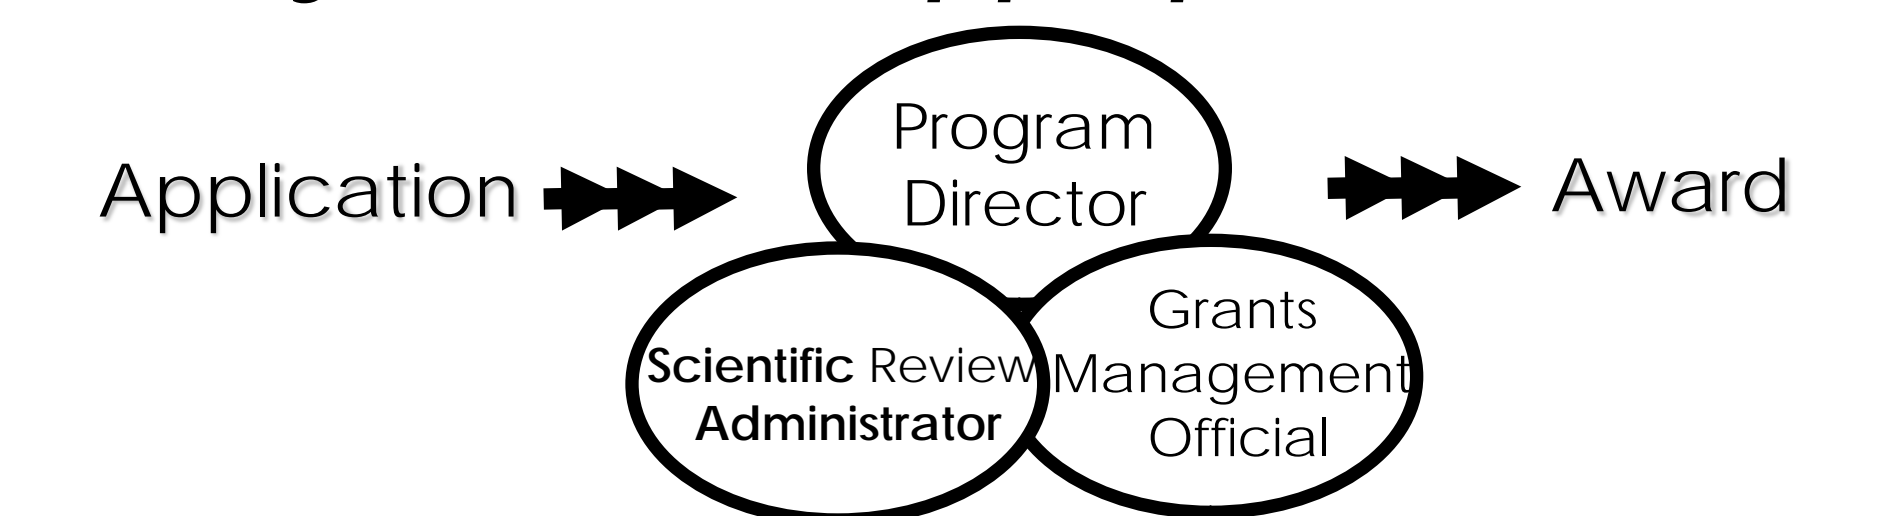 Program
Director
Application
Award
Scientific Review
Administrator
Grants
Management
Official